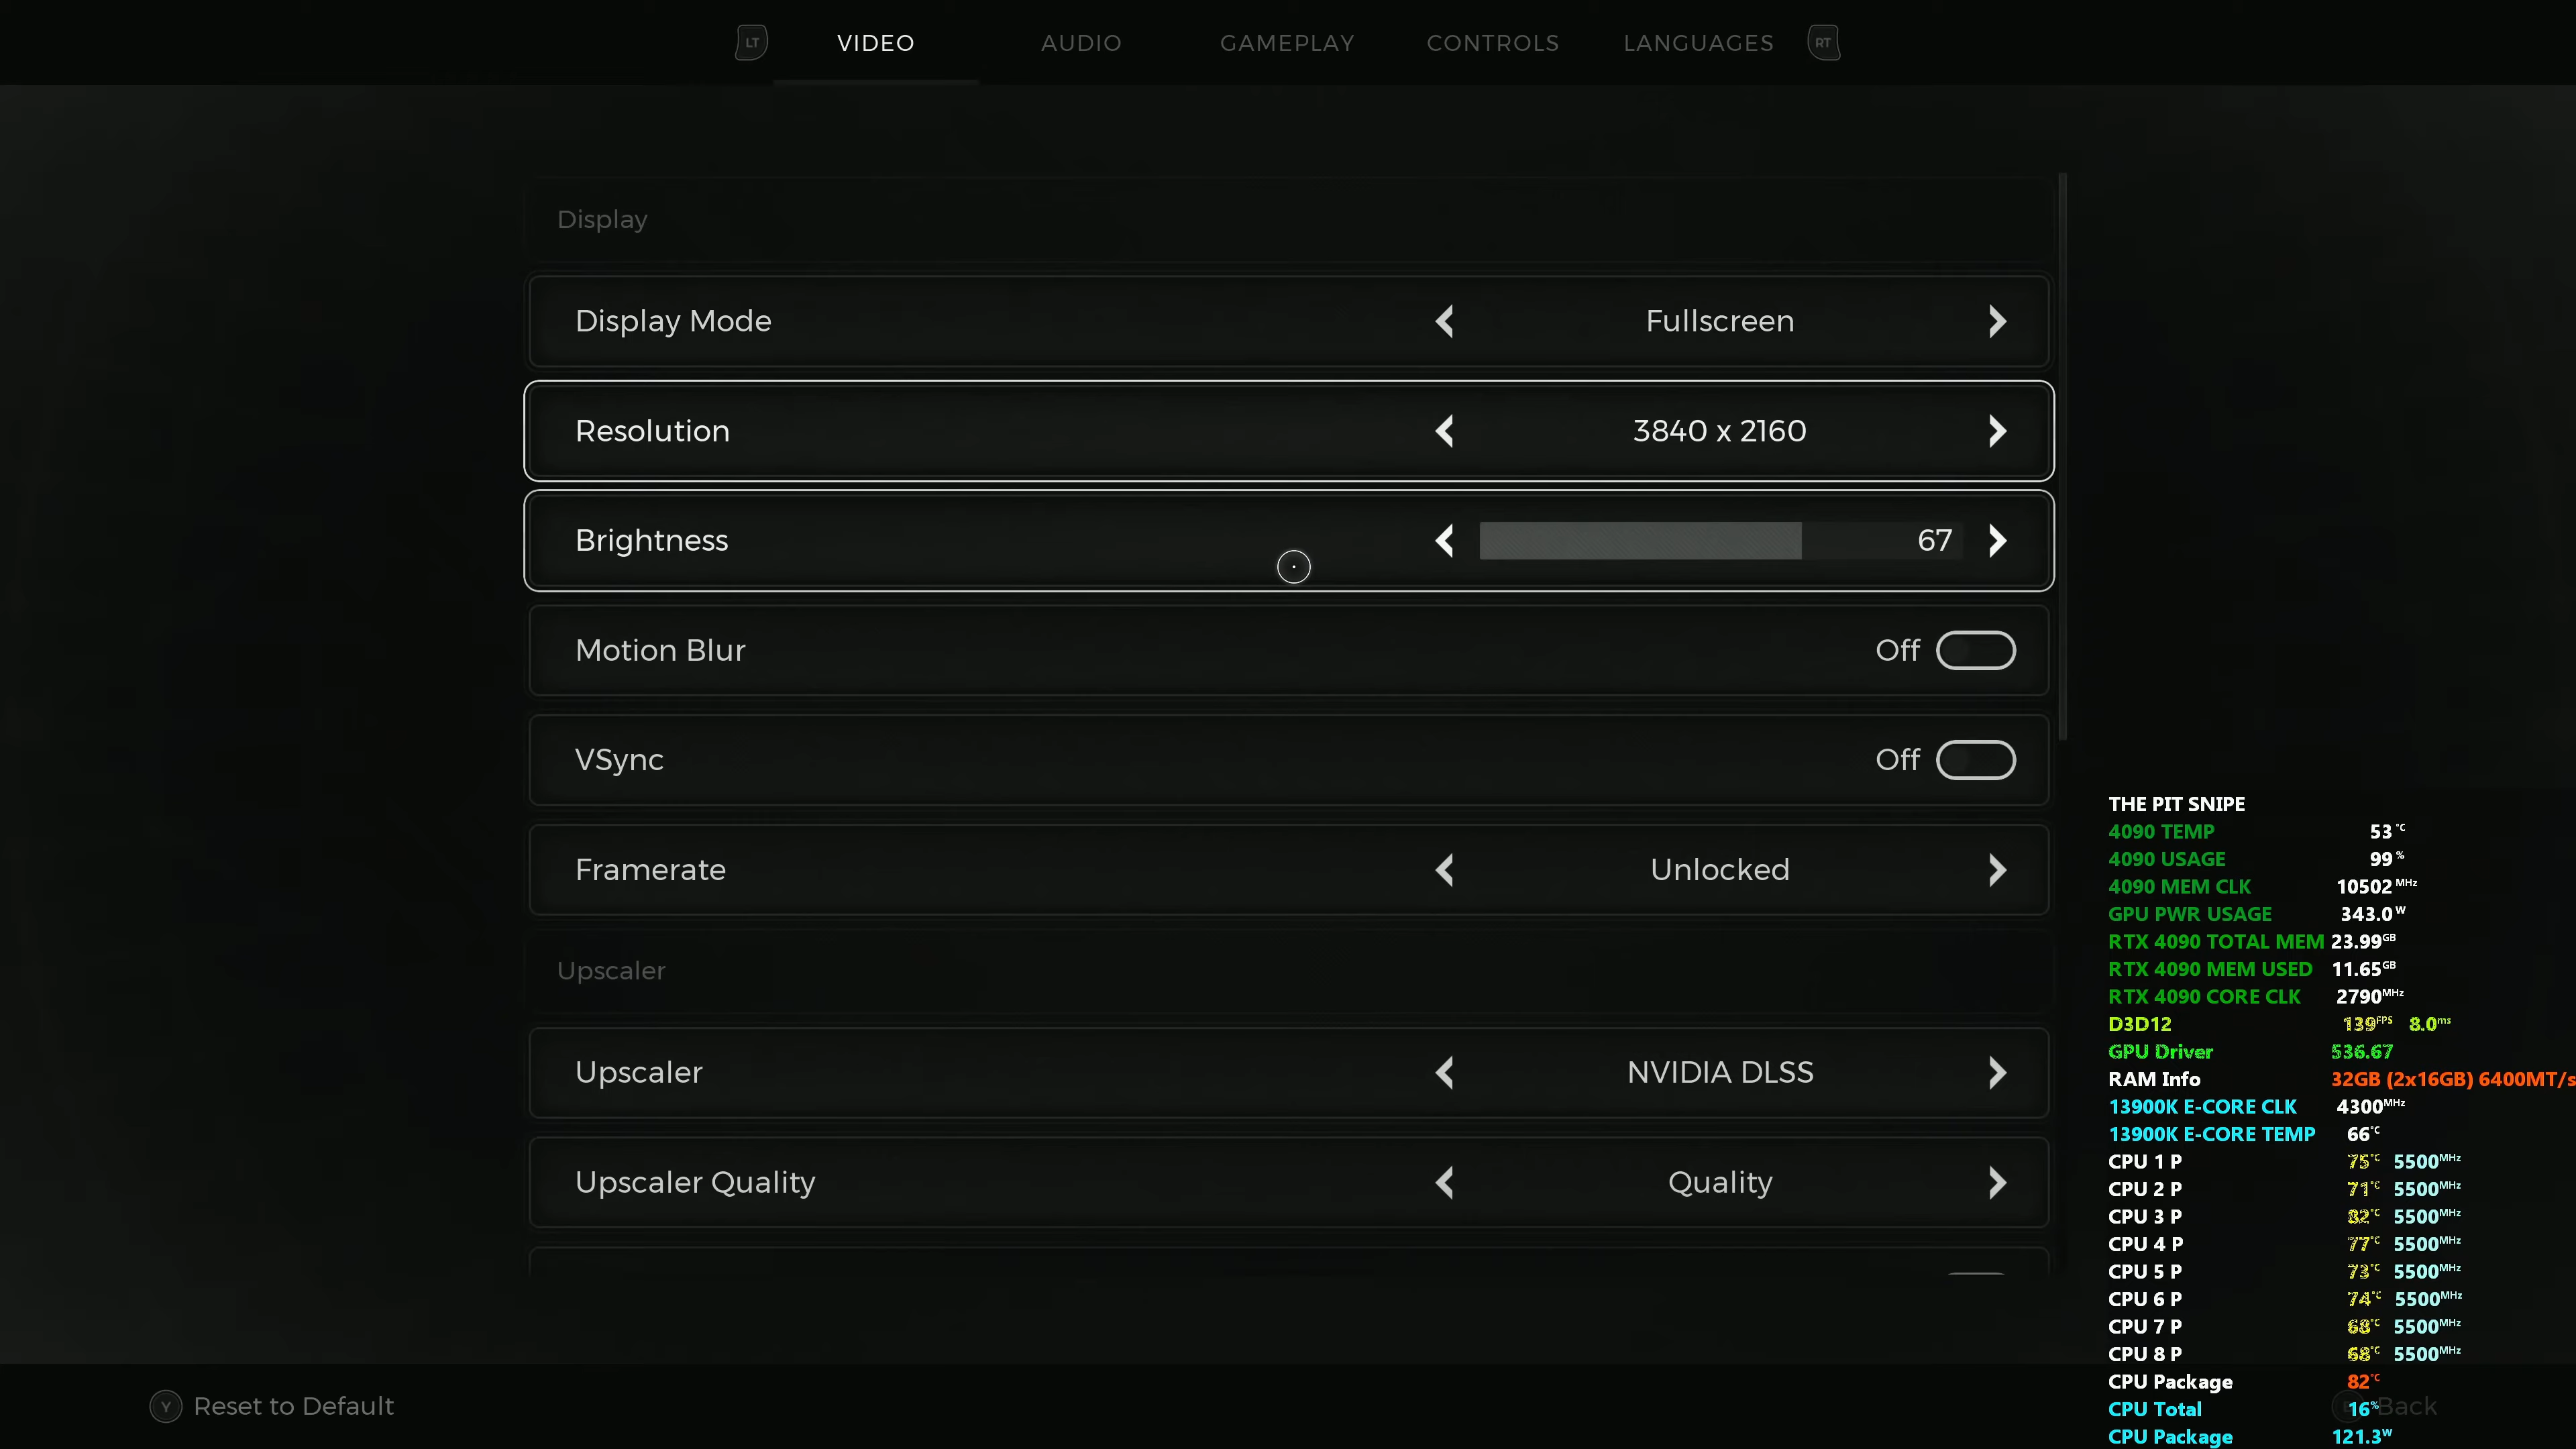 LT VIDEO AUDIO GAMEPLAY CONTROLS LANGUAGES RT
Display
Display Mode Fullscreen
Resolution 3840 x 2160
Brightness 67
Motion Blur Off
VSync Off
Framerate Unlocked
Upscaler
Upscaler NVIDIA DLSS
Upscaler Quality Quality
THE PIT SNIPE
4090 TEMP 53 °C
4090 USAGE 99 %
4090 MEM CLK 10502 MHz
GPU PWR USAGE 343.0 W
RTX 4090 TOTAL MEM 23.99 GB
RTX 4090 MEM USED 11.65 GB
RTX 4090 CORE CLK 2790 MHz
D3D12 139 FPS 8.0 ms
GPU Driver 536.67
RAM Info 32GB (2x16GB) 6400MT/s
13900K E-CORE CLK 4300 MHz
13900K E-CORE TEMP 66 °C
CPU 1 P 75 °C 5500 MHz
CPU 2 P 71 °C 5500 MHz
CPU 3 P 82 °C 5500 MHz
CPU 4 P 77 °C 5500 MHz
CPU 5 P 73 °C 5500 MHz
CPU 6 P 74 °C 5500 MHz
CPU 7 P 68 °C 5500 MHz
CPU 8 P 68 °C 5500 MHz
CPU Package 82 °C
CPU Total 16 %
CPU Package 121.3 W
Y Reset to Default
Back